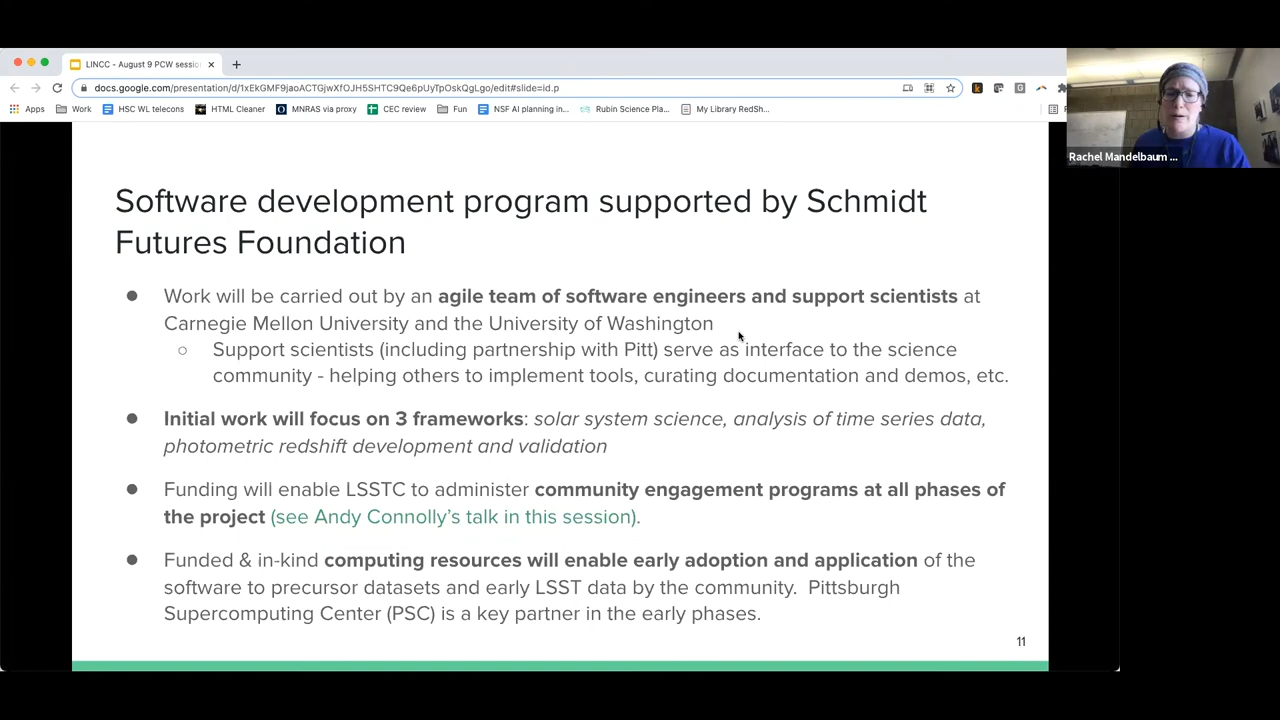 LINCC - August 9 PCW sessio
docs.google.com/presentation/d/1xEkGMF9jaoACTGjwXfOJH5SHTC9Qe6pUyTpOskQgLgo/edit#slide=id.p
Apps Work HSC WL telecons HTML Cleaner MNRAS via proxy CEC review Fun NSF AI planning in... Rubin Science Pla... My Library RedSh...
Rachel Mandelbaum ...
Software development program supported by Schmidt
Futures Foundation
● Work will be carried out by an agile team of software engineers and support scientists at
Carnegie Mellon University and the University of Washington
○ Support scientists (including partnership with Pitt) serve as interface to the science
community - helping others to implement tools, curating documentation and demos, etc.
● Initial work will focus on 3 frameworks: solar system science, analysis of time series data,
photometric redshift development and validation
● Funding will enable LSSTC to administer community engagement programs at all phases of
the project (see Andy Connolly's talk in this session).
● Funded & in-kind computing resources will enable early adoption and application of the
software to precursor datasets and early LSST data by the community. Pittsburgh
Supercomputing Center (PSC) is a key partner in the early phases.
11